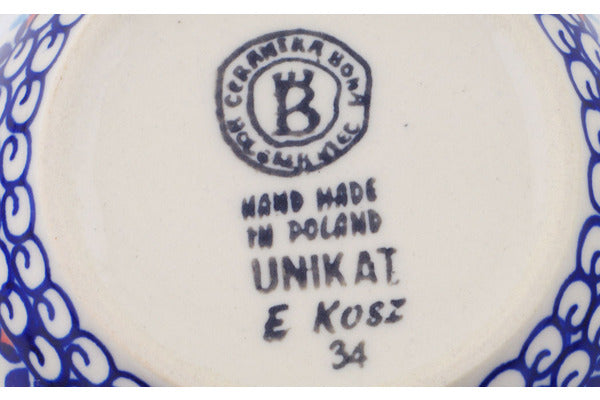 CERAMIKA BONA
B
HAND MADE
IN POLAND
UNIKAT
E KOSZ
34